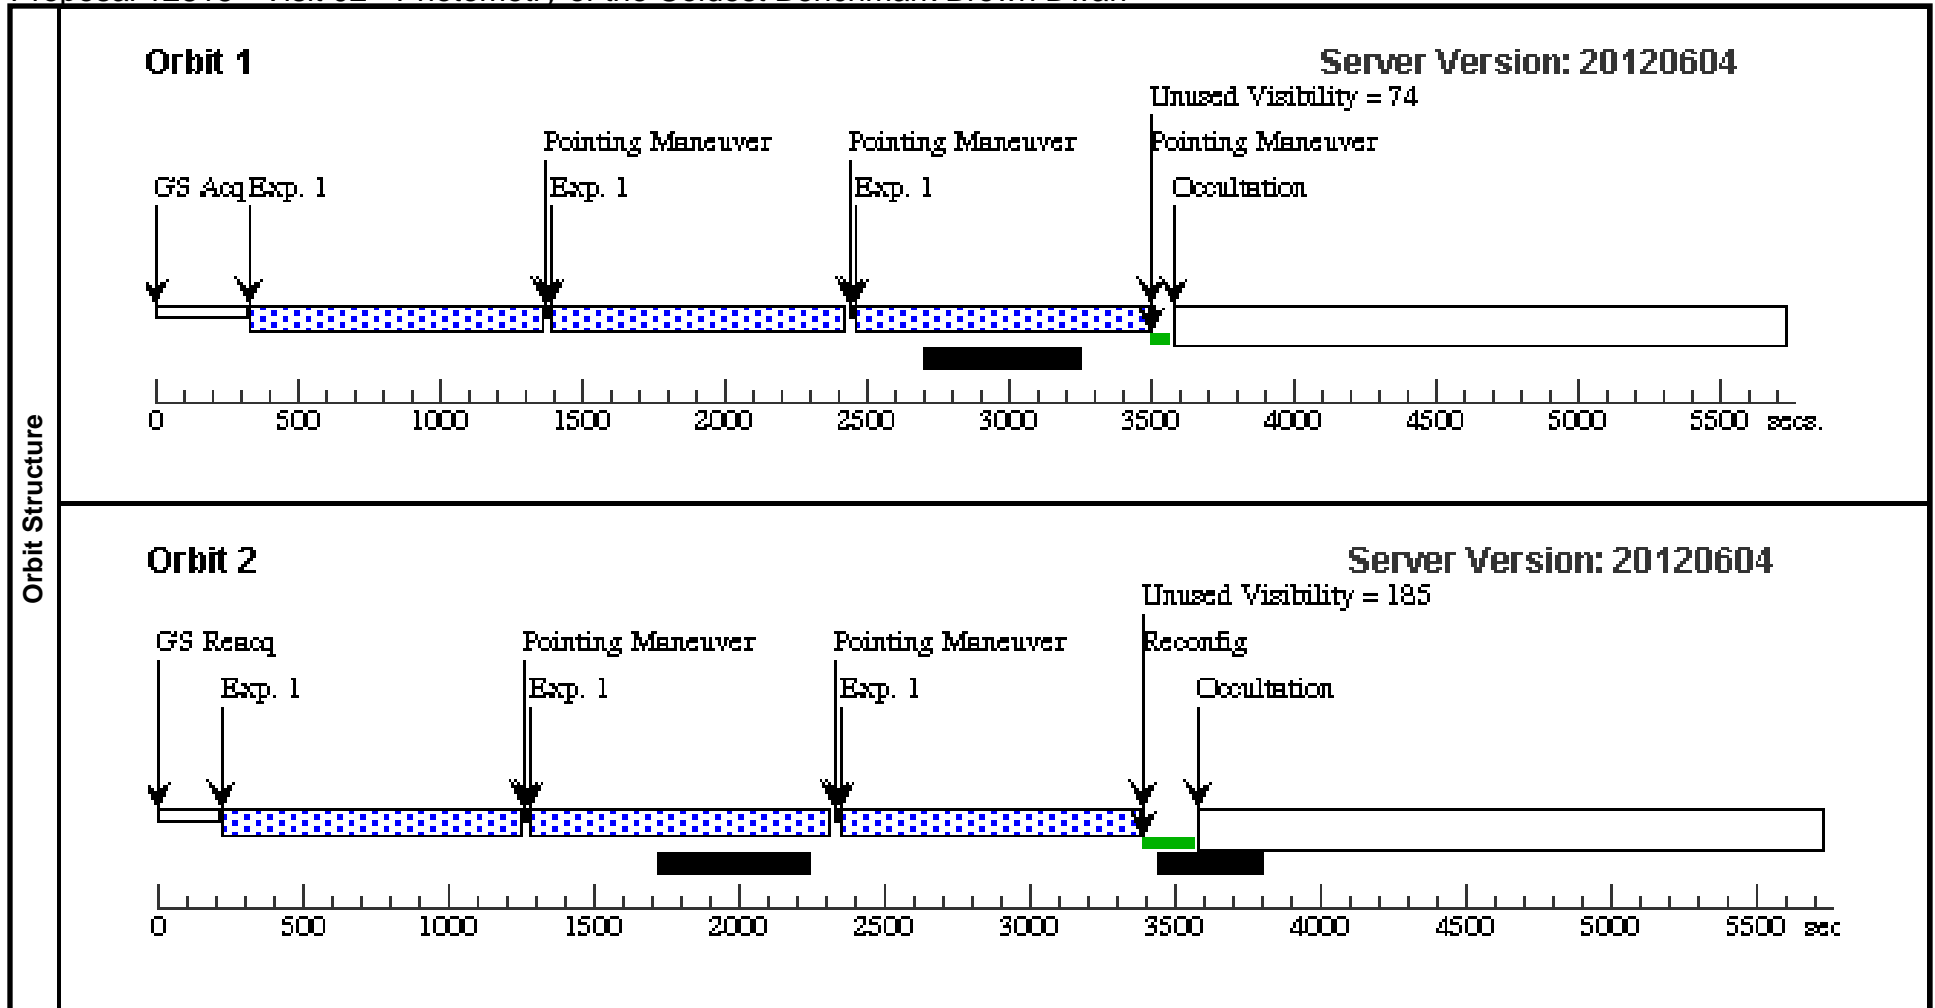 Orbit Structure
Orbit 1
Server Version: 20120604
Unused Visibility = 74
Pointing Maneuver Pointing Maneuver Pointing Maneuver
GS Acq Exp. 1 Exp. 1 Exp. 1 Occultation
0 500 1000 1500 2000 2500 3000 3500 4000 4500 5000 5500 secs.
Orbit 2
Server Version: 20120604
Unused Visibility = 185
GS Reacq Pointing Maneuver Pointing Maneuver Reconfig
Exp. 1 Exp. 1 Exp. 1 Occultation
0 500 1000 1500 2000 2500 3000 3500 4000 4500 5000 5500 sec